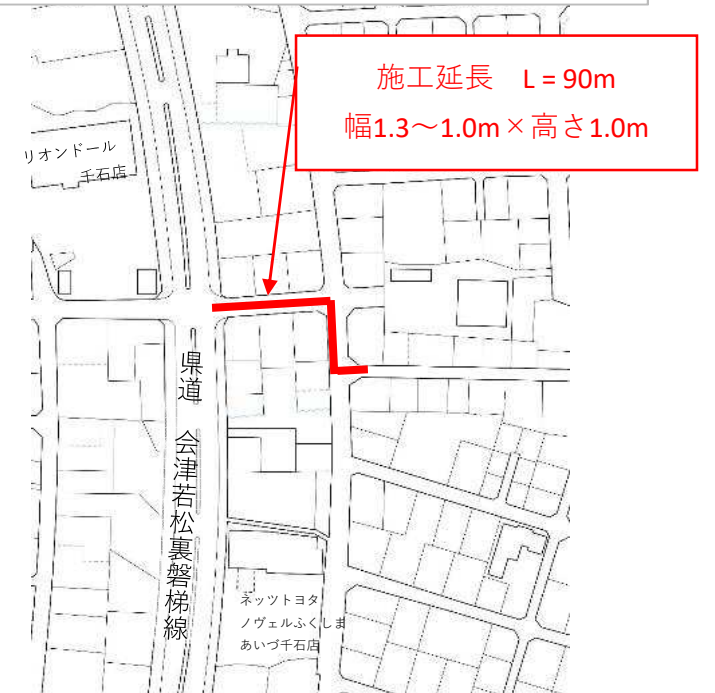 施工延長　L = 90m
幅1.3～1.0m×高さ1.0m
リオンドール
千石店
県道　会津若松裏磐梯線
ネッツトヨタ
ノヴェルふくしま
あいづ千石店